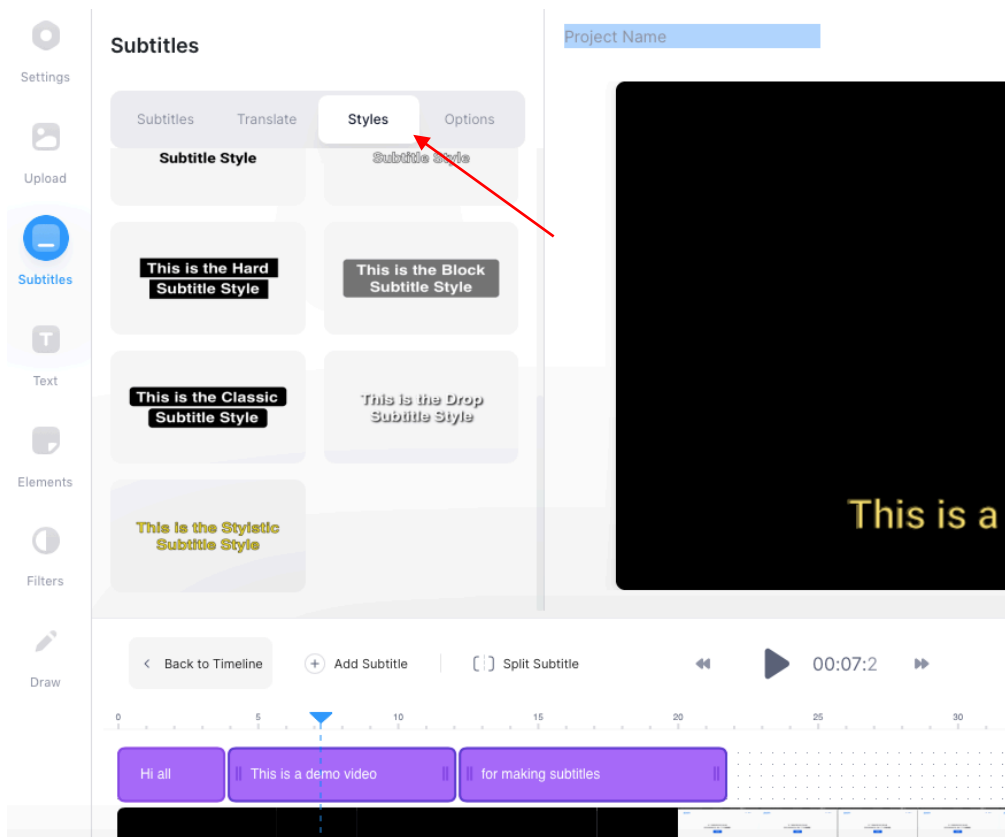 Settings
Upload
Subtitles
Text
Elements
Filters
Draw
Subtitles
Subtitles Translate Styles Options
Subtitle Style
Subtitle Style
This is the Hard
Subtitle Style
This is the Block
Subtitle Style
This is the Classic
Subtitle Style
This is the Drop
Subtitle Style
This is the Stylstic
Subtitle Style
Project Name
This is a
Back to Timeline
Add Subtitle
Split Subtitle
00:07:2
0 5 10 15 20 25 30
Hi all
This is a demo video
for making subtitles